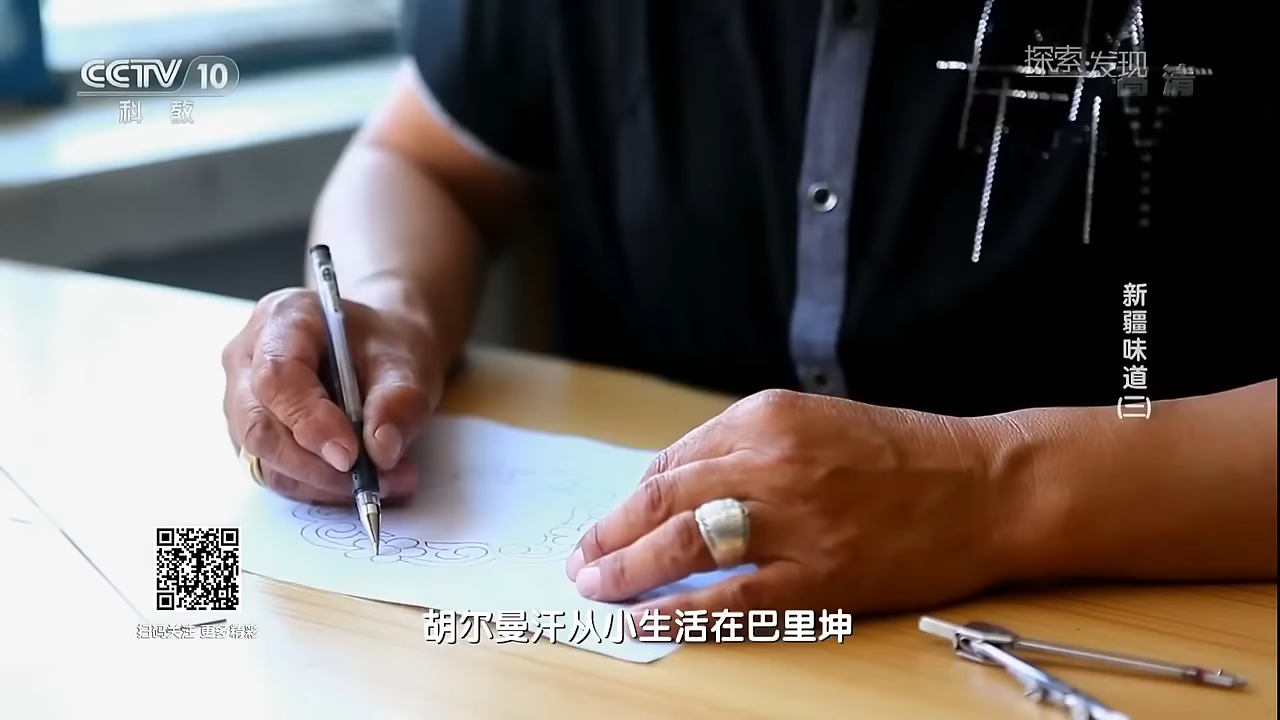 CCTV 10
科教
探索·发现
高清
新疆味道(三)
扫码关注 更多精彩
胡尔曼汗从小生活在巴里坤